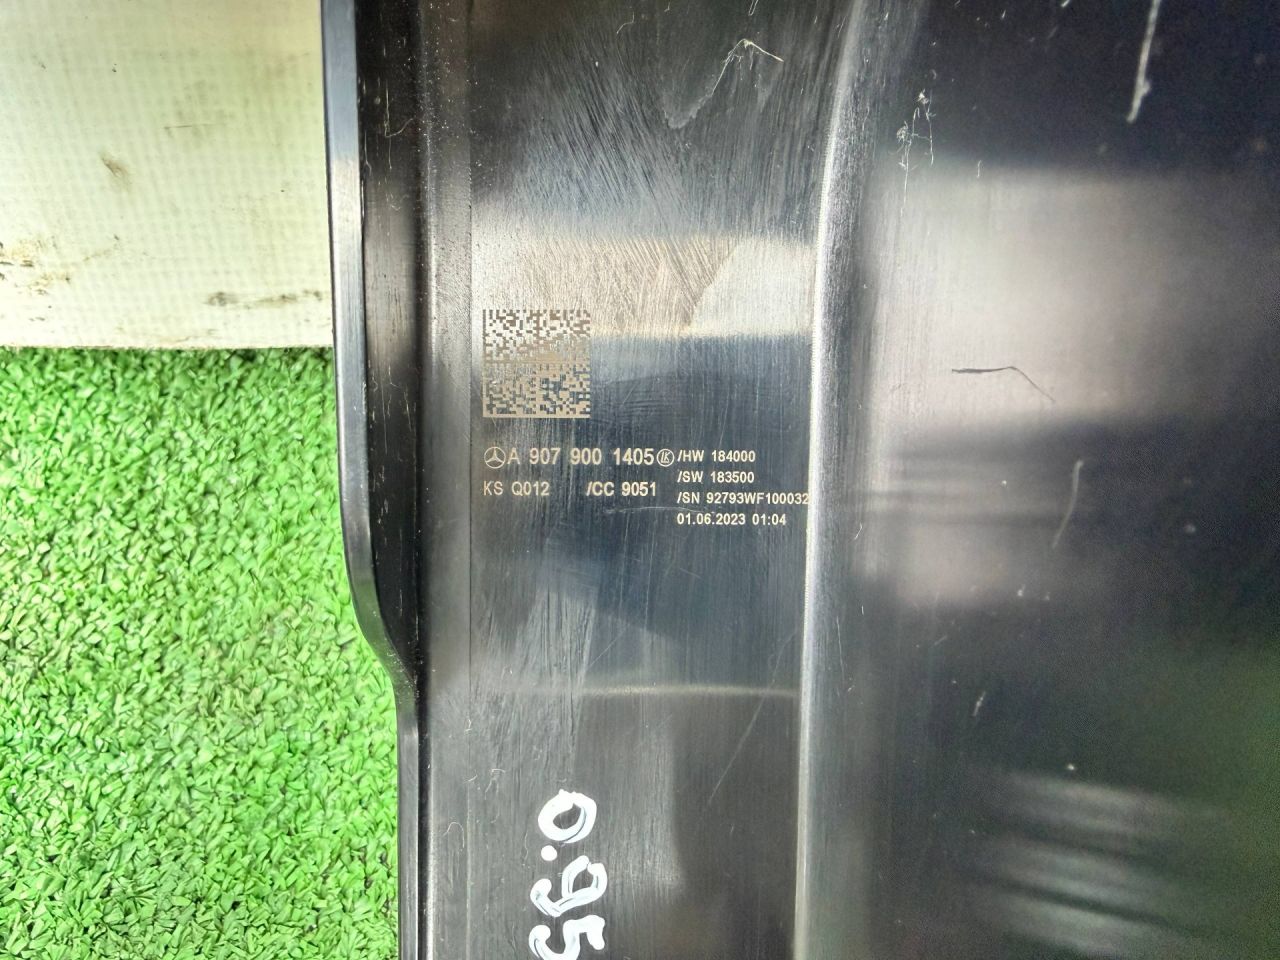 A 907 900 1405 LK /HW 184000
/SW 183500
KS Q012 /CC 9051 /SN 92793WF100032
01.06.2023 01:04
0.95